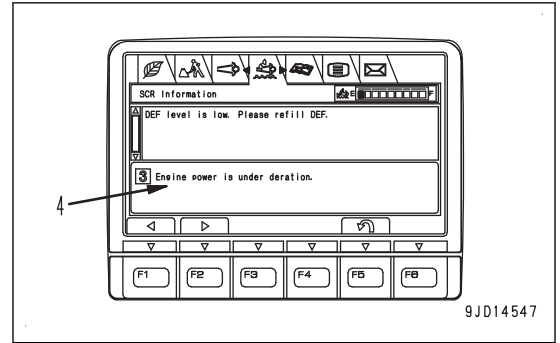 SCR Information
E F
DEF level is low. Please refill DEF.
3 Engine power is under deration.
4
F1 F2 F3 F4 F5 F6
9JD14547